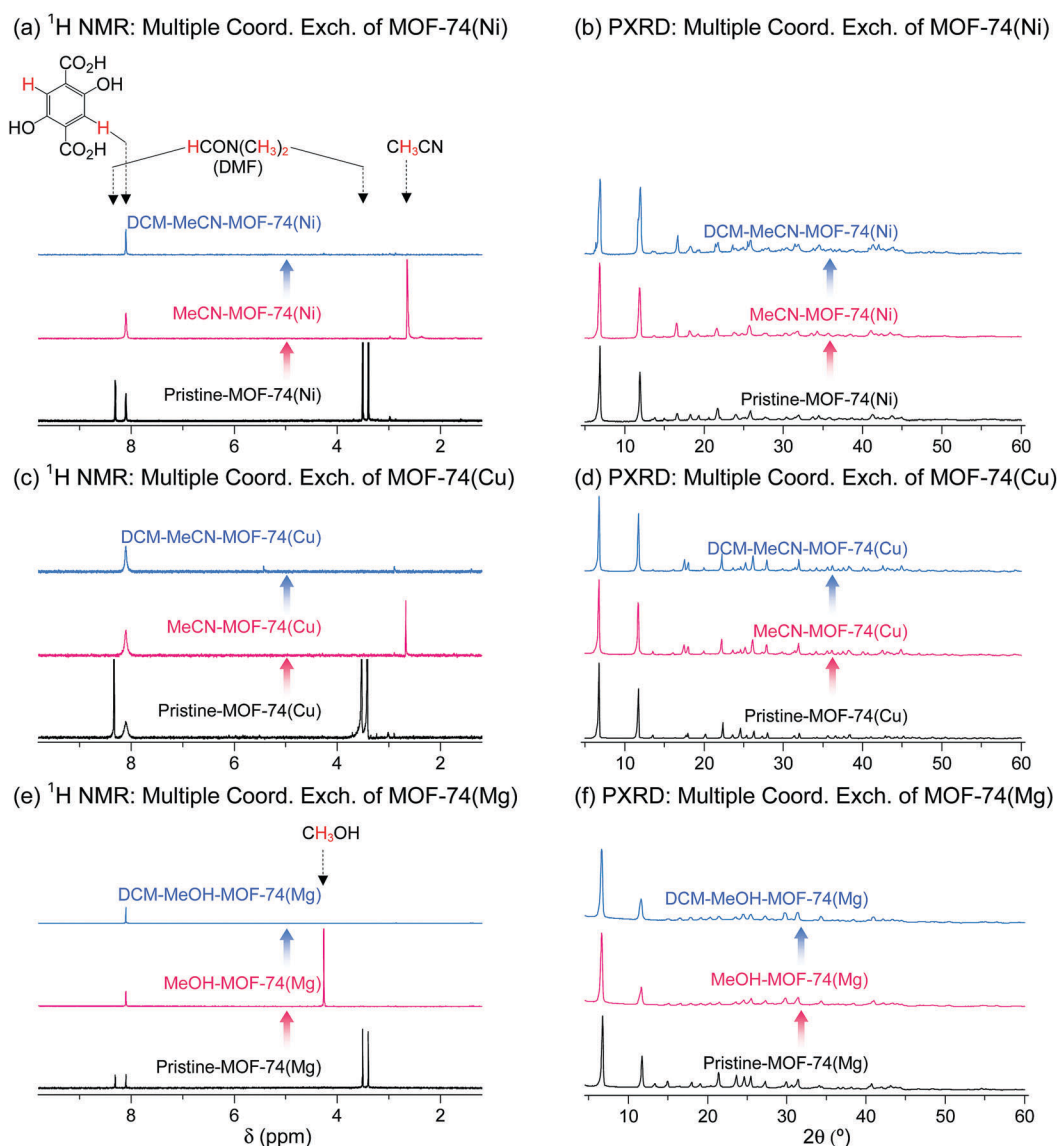 (a) ¹H NMR: Multiple Coord. Exch. of MOF-74(Ni)
CO₂H
H
OH
HO
H
CO₂H
HCON(CH₃)₂
(DMF)
CH₃CN
DCM-MeCN-MOF-74(Ni)
MeCN-MOF-74(Ni)
Pristine-MOF-74(Ni)
8 6 4 2
(b) PXRD: Multiple Coord. Exch. of MOF-74(Ni)
DCM-MeCN-MOF-74(Ni)
MeCN-MOF-74(Ni)
Pristine-MOF-74(Ni)
10 20 30 40 50 60
(c) ¹H NMR: Multiple Coord. Exch. of MOF-74(Cu)
DCM-MeCN-MOF-74(Cu)
MeCN-MOF-74(Cu)
Pristine-MOF-74(Cu)
8 6 4 2
(d) PXRD: Multiple Coord. Exch. of MOF-74(Cu)
DCM-MeCN-MOF-74(Cu)
MeCN-MOF-74(Cu)
Pristine-MOF-74(Cu)
10 20 30 40 50 60
(e) ¹H NMR: Multiple Coord. Exch. of MOF-74(Mg)
CH₃OH
DCM-MeOH-MOF-74(Mg)
MeOH-MOF-74(Mg)
Pristine-MOF-74(Mg)
8 6 4 2
δ (ppm)
(f) PXRD: Multiple Coord. Exch. of MOF-74(Mg)
DCM-MeOH-MOF-74(Mg)
MeOH-MOF-74(Mg)
Pristine-MOF-74(Mg)
10 20 30 40 50 60
2θ (º)